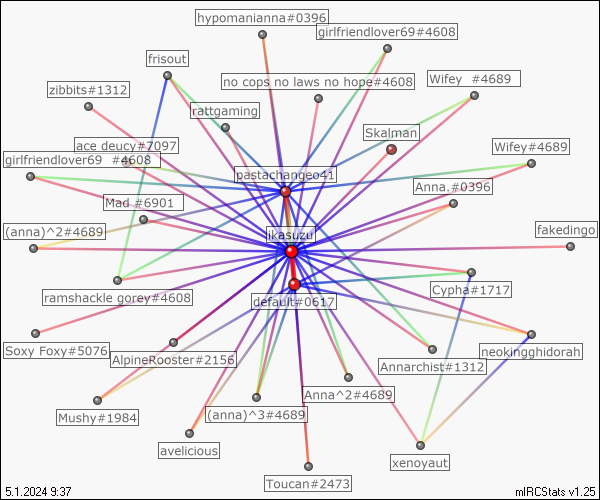 hypomanianna#0396
girlfriendlover69#4608
frisout
no cops no laws no hope#4608
Wifey #4689
zibbits#1312
rattgaming
Skalman
ace deucy#7097
girlfriendlover69 #4608
Wifey#4689
pastachangeo41
Anna.#0396
Mad #6901
(anna)^2#4689
ikasuzu
fakedingo
ramshackle gorey#4608
default#0617
Cypha#1717
Soxy Foxy#5076
AlpineRooster#2156
Annarchist#1312
neokingghidorah
Anna^2#4689
Mushy#1984
(anna)^3#4689
avelicious
xenoyaut
Toucan#2473
5.1.2024 9:37
mIRCStats v1.25